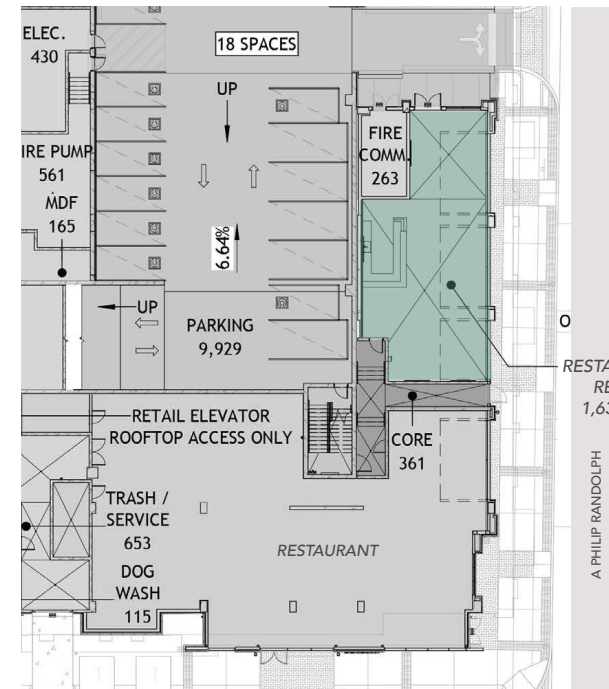 ELEC.
430
18 SPACES
UP
FIRE
COMM.
263
IRE PUMP
561
MDF
165
6.64%
UP
PARKING
9,929
O
RESTA
RE
1,63
RETAIL ELEVATOR
ROOFTOP ACCESS ONLY
CORE
361
TRASH /
SERVICE
653
RESTAURANT
DOG
WASH
115
A PHILIP RANDOLPH